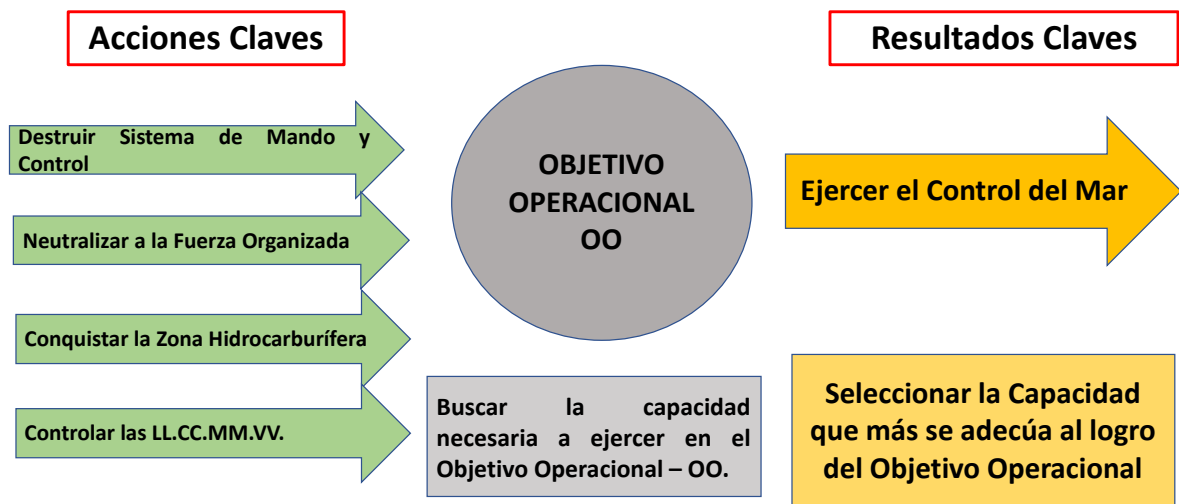 Acciones Claves
Resultados Claves
Destruir Sistema de Mando y
Control
Neutralizar a la Fuerza Organizada
Conquistar la Zona Hidrocarburífera
Controlar las LL.CC.MM.VV.
OBJETIVO
OPERACIONAL
OO
Buscar la capacidad
necesaria a ejercer en el
Objetivo Operacional – OO.
Ejercer el Control del Mar
Seleccionar la Capacidad
que más se adecúa al logro
del Objetivo Operacional